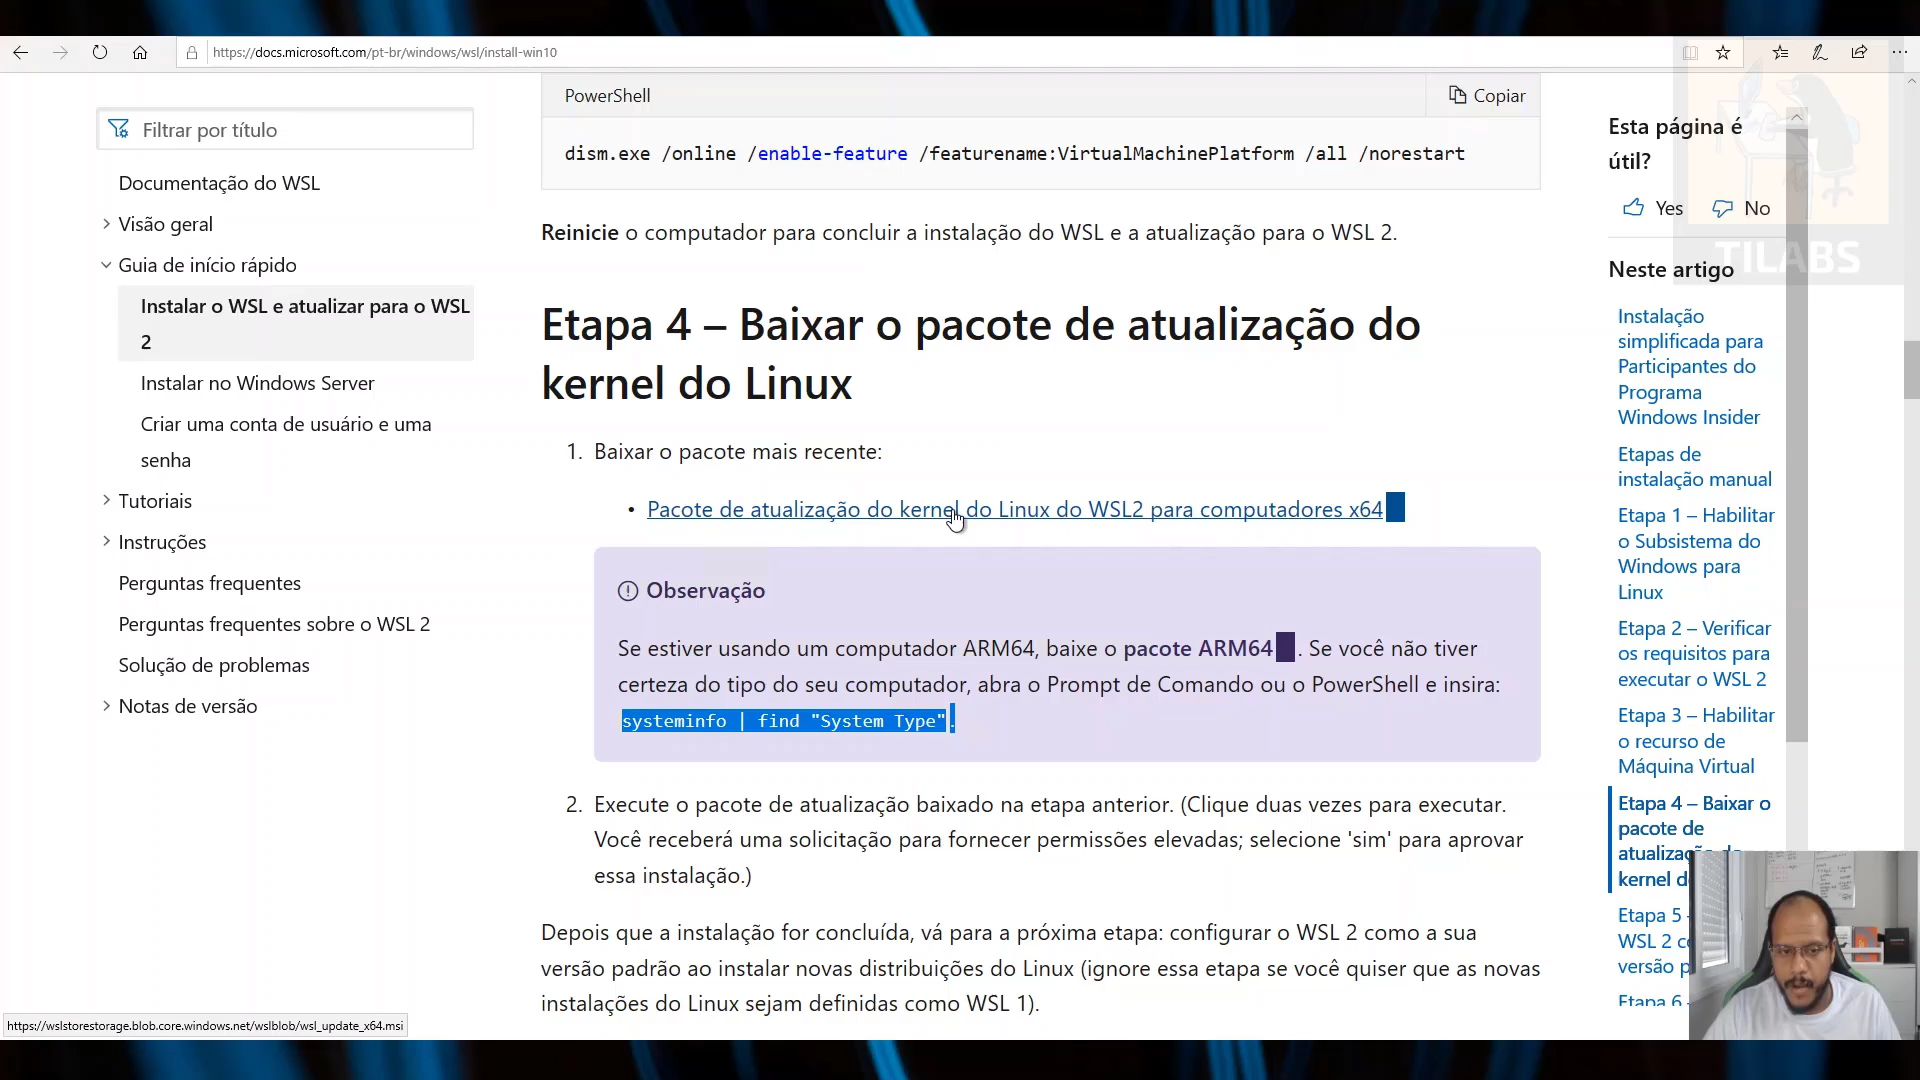 https://docs.microsoft.com/pt-br/windows/wsl/install-win10
Filtrar por título
Documentação do WSL
Visão geral
Guia de início rápido
Instalar o WSL e atualizar para o WSL
2
Instalar no Windows Server
Criar uma conta de usuário e uma
senha
Tutoriais
Instruções
Perguntas frequentes
Perguntas frequentes sobre o WSL 2
Solução de problemas
Notas de versão
PowerShell
Copiar
dism.exe /online /enable-feature /featurename:VirtualMachinePlatform /all /norestart
Reinicie o computador para concluir a instalação do WSL e a atualização para o WSL 2.
Etapa 4 – Baixar o pacote de atualização do
kernel do Linux
1. Baixar o pacote mais recente:
• Pacote de atualização do kernel do Linux do WSL2 para computadores x64
Observação
Se estiver usando um computador ARM64, baixe o pacote ARM64 . Se você não tiver
certeza do tipo do seu computador, abra o Prompt de Comando ou o PowerShell e insira:
systeminfo | find "System Type".
2. Execute o pacote de atualização baixado na etapa anterior. (Clique duas vezes para executar.
Você receberá uma solicitação para fornecer permissões elevadas; selecione 'sim' para aprovar
essa instalação.)
Depois que a instalação for concluída, vá para a próxima etapa: configurar o WSL 2 como a sua
versão padrão ao instalar novas distribuições do Linux (ignore essa etapa se você quiser que as novas
instalações do Linux sejam definidas como WSL 1).
Esta página é
útil?
Yes
No
TILABS
Neste artigo
Instalação
simplificada para
Participantes do
Programa
Windows Insider
Etapas de
instalação manual
Etapa 1 – Habilitar
o Subsistema do
Windows para
Linux
Etapa 2 – Verificar
os requisitos para
executar o WSL 2
Etapa 3 – Habilitar
o recurso de
Máquina Virtual
Etapa 4 – Baixar o
pacote de
atualização do
kernel d
Etapa 5
WSL 2 c
versão p
Etapa 6
https://wslstorestorage.blob.core.windows.net/wslblob/wsl_update_x64.msi